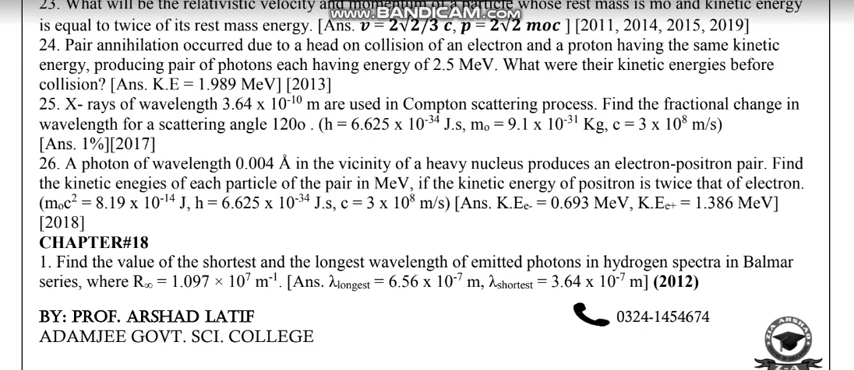 23. What will be the relativistic velocity and momentum of a particle whose rest mass is mo and kinetic energy
www.BANDICAM.COM
is equal to twice of its rest mass energy. [Ans. v = 2√2/3 c, p = 2√2 moc ] [2011, 2014, 2015, 2019]
24. Pair annihilation occurred due to a head on collision of an electron and a proton having the same kinetic
energy, producing pair of photons each having energy of 2.5 MeV. What were their kinetic energies before
collision? [Ans. K.E = 1.989 MeV] [2013]
25. X- rays of wavelength 3.64 x 10⁻¹⁰ m are used in Compton scattering process. Find the fractional change in
wavelength for a scattering angle 120o . (h = 6.625 x 10⁻³⁴ J.s, mₒ = 9.1 x 10⁻³¹ Kg, c = 3 x 10⁸ m/s)
[Ans. 1%][2017]
26. A photon of wavelength 0.004 Å in the vicinity of a heavy nucleus produces an electron-positron pair. Find
the kinetic enegies of each particle of the pair in MeV, if the kinetic energy of positron is twice that of electron.
(mₒc² = 8.19 x 10⁻¹⁴ J, h = 6.625 x 10⁻³⁴ J.s, c = 3 x 10⁸ m/s) [Ans. K.Ee- = 0.693 MeV, K.Ee+ = 1.386 MeV]
[2018]
CHAPTER#18
1. Find the value of the shortest and the longest wavelength of emitted photons in hydrogen spectra in Balmar
series, where R∞ = 1.097 × 10⁷ m⁻¹. [Ans. λlongest = 6.56 x 10⁻⁷ m, λshortest = 3.64 x 10⁻⁷ m] (2012)
BY: PROF. ARSHAD LATIF
0324-1454674
ADAMJEE GOVT. SCI. COLLEGE